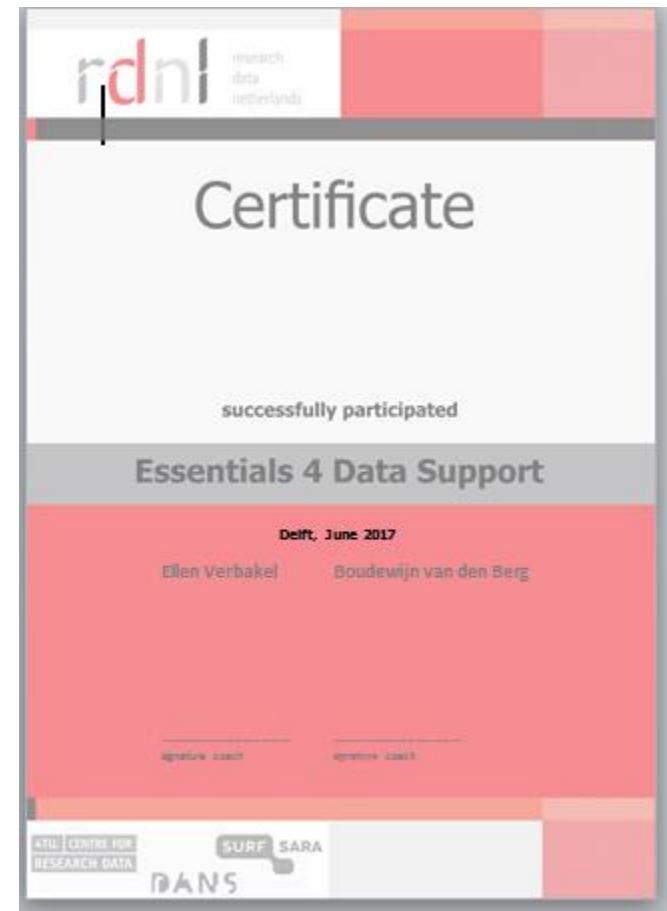 rdnl
research
data
netherlands
Certificate
successfully participated
Essentials 4 Data Support
Delft, June 2017
Ellen Verbakel Boudewijn van den Berg
signature coach signature coach
4TU. CENTRE FOR
RESEARCH DATA
SURF SARA
DANS